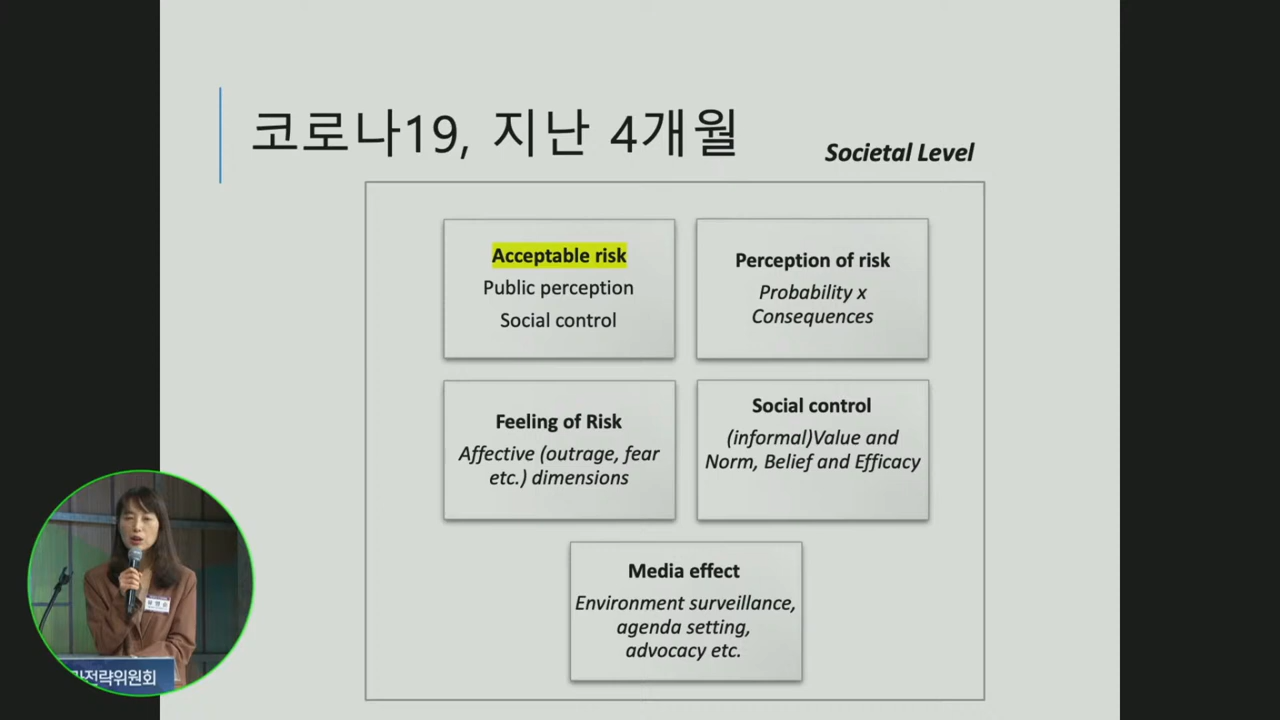 코로나19, 지난 4개월
Societal Level
Acceptable risk
Public perception
Social control
Perception of risk
Probability x
Consequences
Feeling of Risk
Affective (outrage, fear
etc.) dimensions
Social control
(informal)Value and
Norm, Belief and Efficacy
Media effect
Environment surveillance,
agenda setting,
advocacy etc.
전략위원회